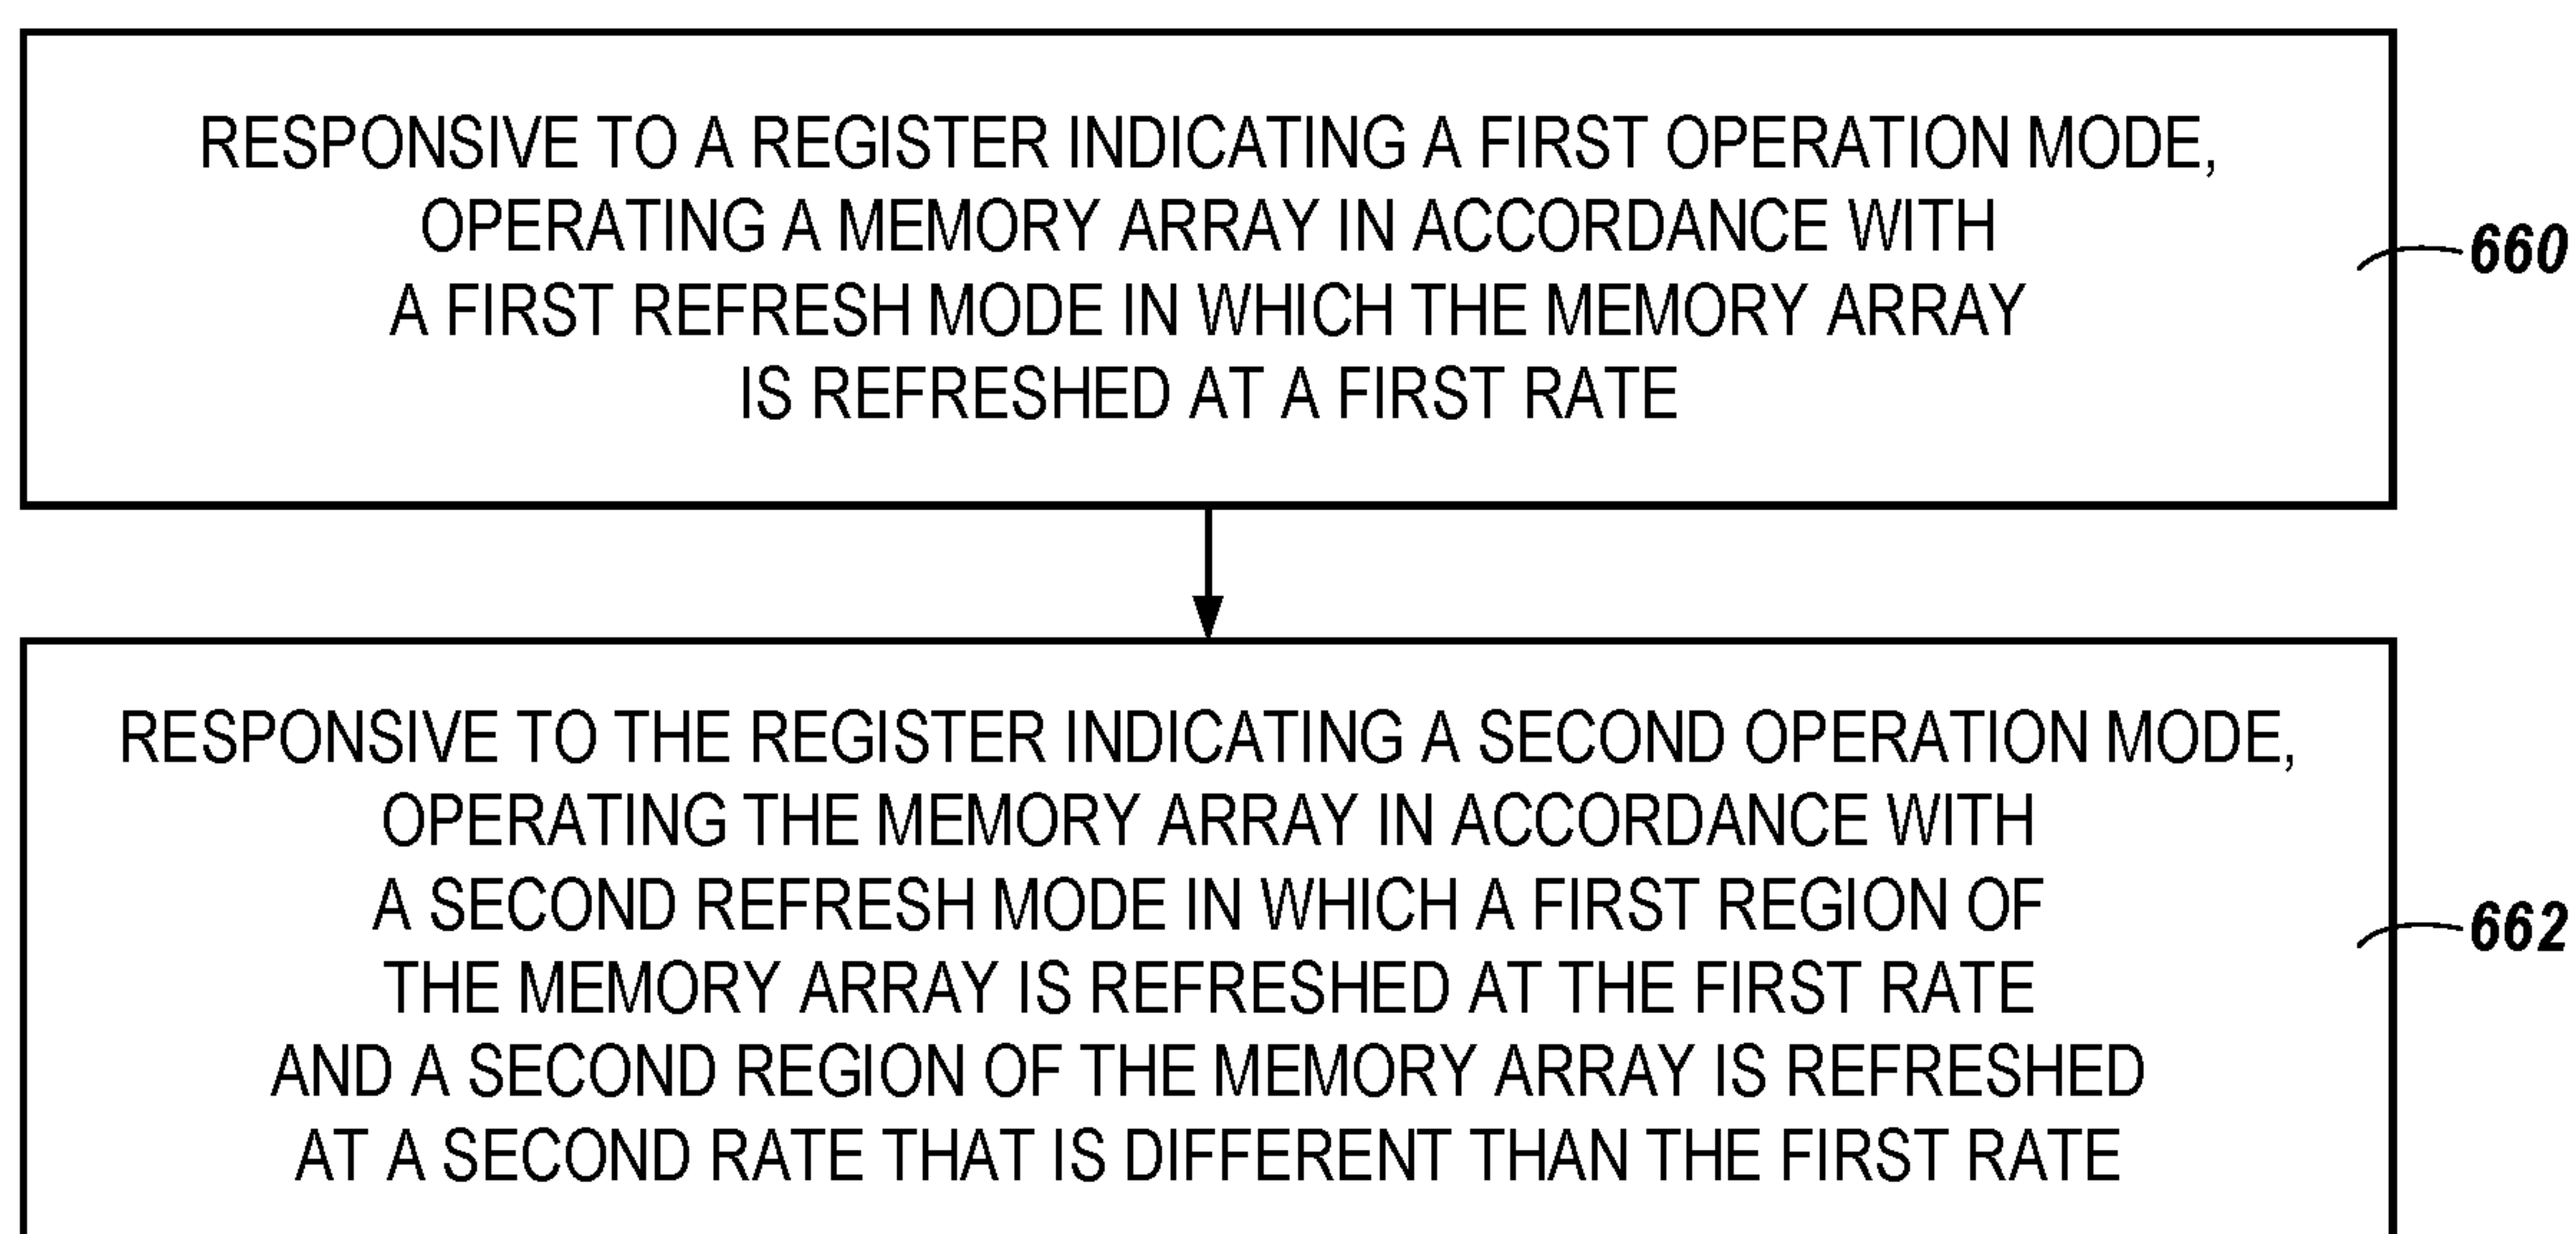 RESPONSIVE TO A REGISTER INDICATING A FIRST OPERATION MODE,
OPERATING A MEMORY ARRAY IN ACCORDANCE WITH
A FIRST REFRESH MODE IN WHICH THE MEMORY ARRAY
IS REFRESHED AT A FIRST RATE
660
RESPONSIVE TO THE REGISTER INDICATING A SECOND OPERATION MODE,
OPERATING THE MEMORY ARRAY IN ACCORDANCE WITH
A SECOND REFRESH MODE IN WHICH A FIRST REGION OF
THE MEMORY ARRAY IS REFRESHED AT THE FIRST RATE
AND A SECOND REGION OF THE MEMORY ARRAY IS REFRESHED
AT A SECOND RATE THAT IS DIFFERENT THAN THE FIRST RATE
662